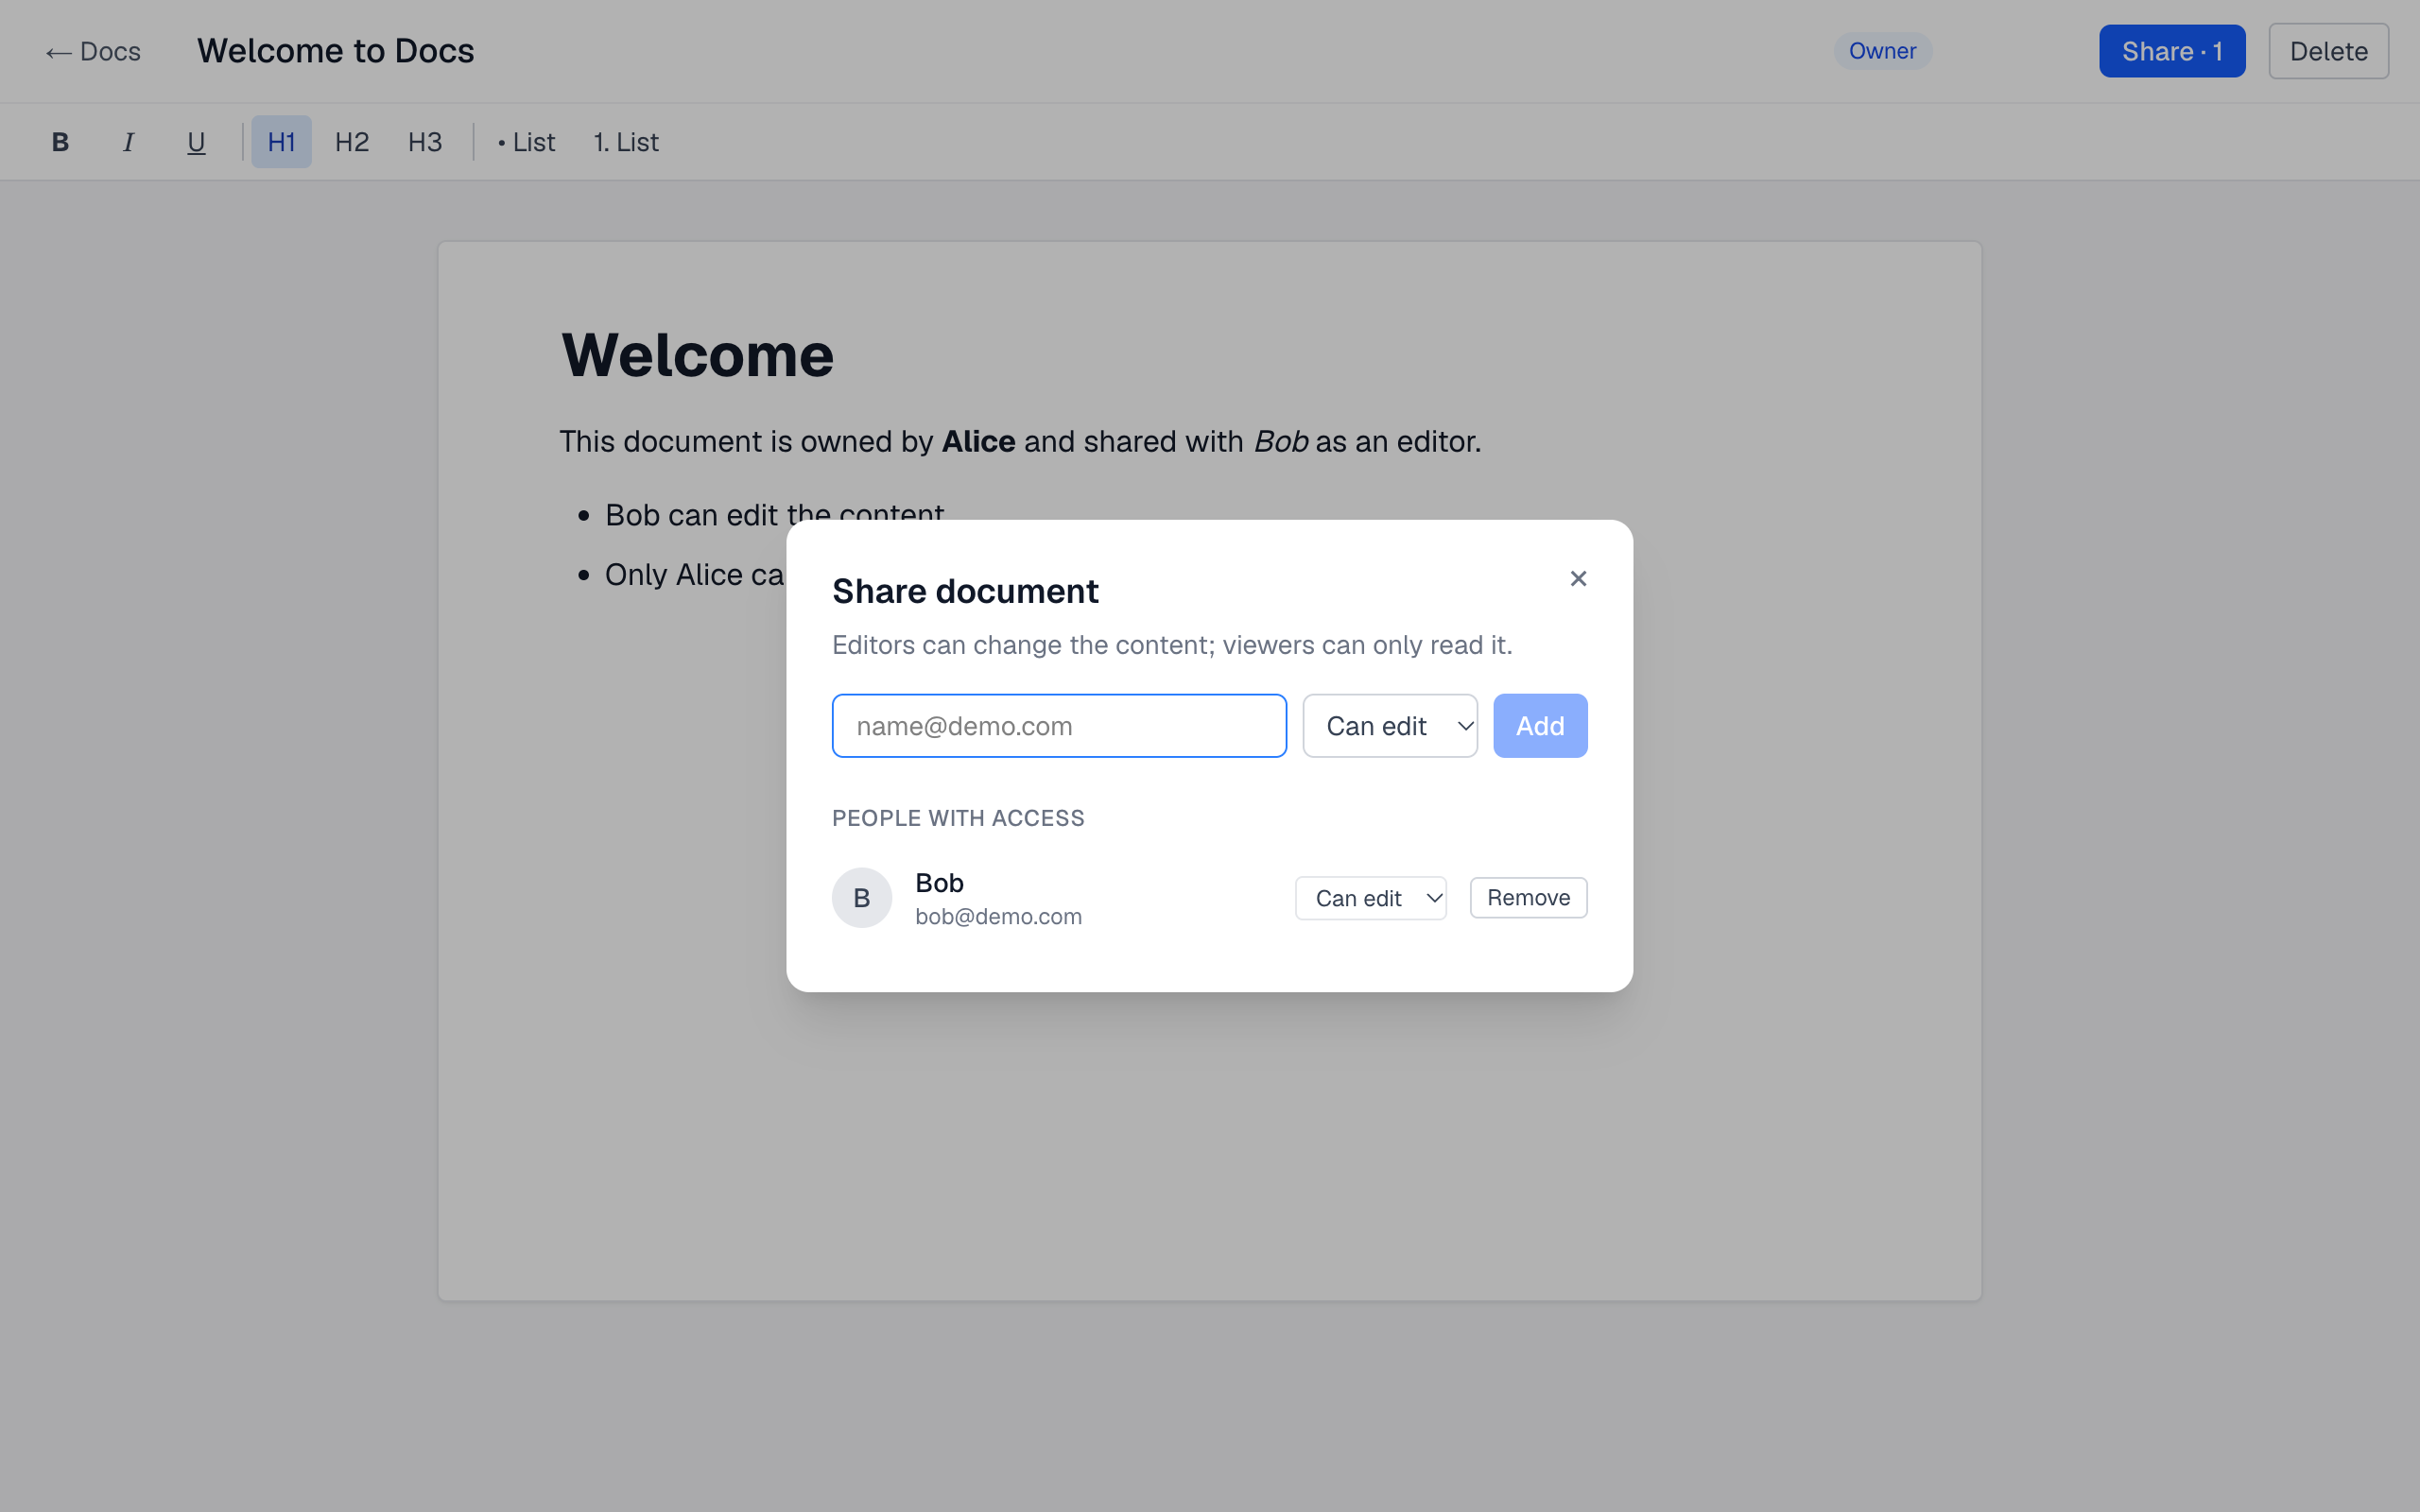 ← Docs Welcome to Docs Owner Share · 1 Delete
B I U H1 H2 H3 • List 1. List
Welcome
This document is owned by Alice and shared with Bob as an editor.
• Bob can edit the content
• Only Alice ca
Share document ×
Editors can change the content; viewers can only read it.
name@demo.com Can edit Add
PEOPLE WITH ACCESS
B Bob
bob@demo.com
Can edit Remove